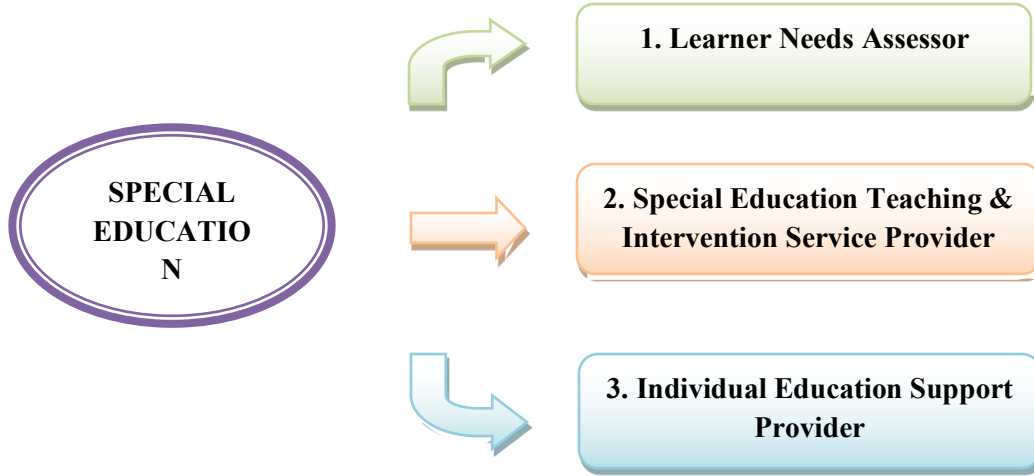 SPECIAL
EDUCATIO
N
1. Learner Needs Assessor
2. Special Education Teaching &
Intervention Service Provider
3. Individual Education Support
Provider